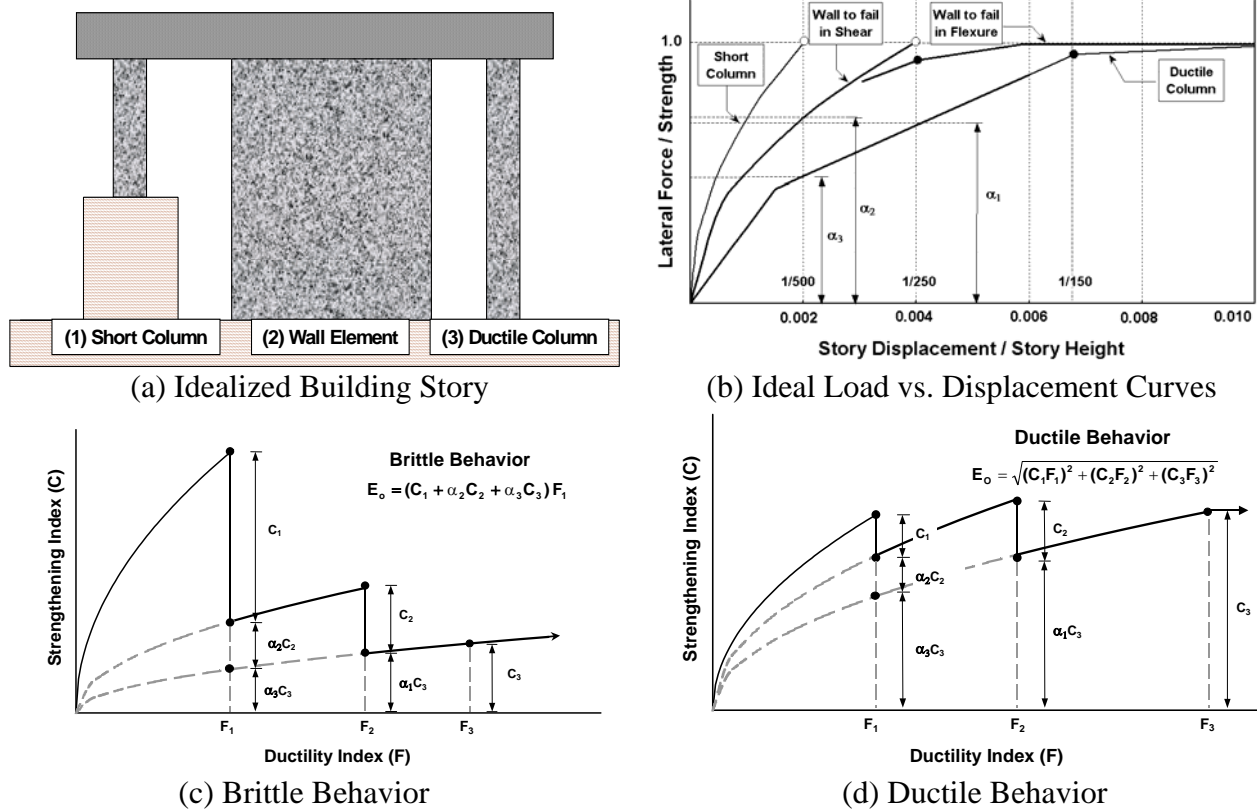 (1) Short Column
(2) Wall Element
(3) Ductile Column
(a) Idealized Building Story
Lateral Force / Strength
1.0
Short
Column
Wall to fail
in Shear
Wall to fail
in Flexure
Ductile
Column
α3
α2
α1
1/500
1/250
1/150
0.002
0.004
0.006
0.008
0.010
Story Displacement / Story Height
(b) Ideal Load vs. Displacement Curves
Strengthening Index (C)
Brittle Behavior
Eo = (C1 + α2C2 + α3C3) F1
C1
C2
α2C2
α3C3
α1C3
C3
F1
F2
F3
Ductility Index (F)
(c) Brittle Behavior
Strengthening Index (C)
Ductile Behavior
Eo = √(C1F1)² + (C2F2)² + (C3F3)²
C1
C2
α2C2
α3C3
α1C3
C3
F1
F2
F3
Ductility Index (F)
(d) Ductile Behavior